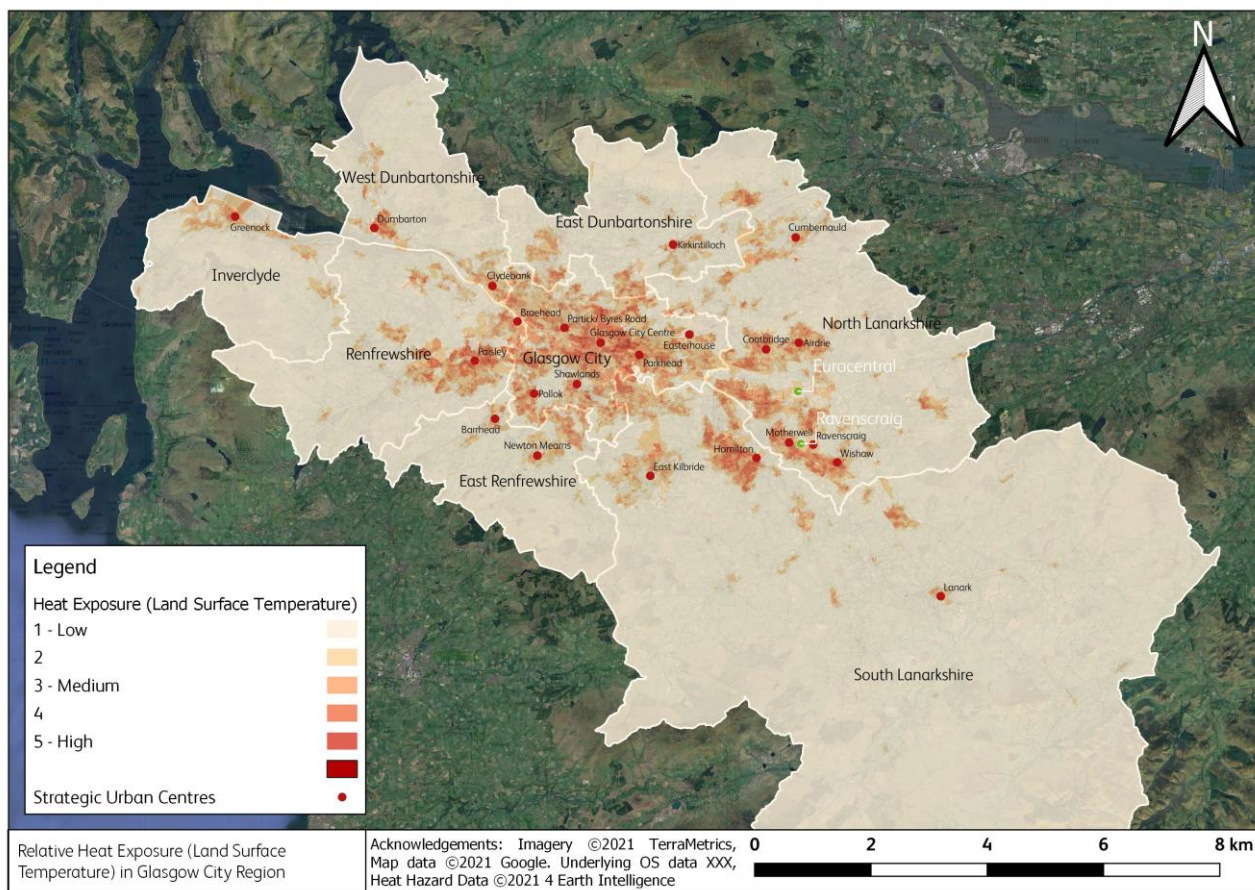 N
West Dunbartonshire
Dumbarton
East Dunbartonshire
Greenock
Cumbernauld
Kirkintilloch
Inverclyde
Clydebank
Braehead
Partick/ Byres Road
North Lanarkshire
Glasgow City Centre
Easterhouse
Coatbridge
Airdrie
Renfrewshire
Paisley
Glasgow City
Parkhead
Eurocentral
Shawlands
Pollok
Barrhead
Ravenscraig
Motherwell
Ravenscraig
Newton Mearns
Hamilton
Wishaw
East Kilbride
East Renfrewshire
Lanark
South Lanarkshire
Legend
Heat Exposure (Land Surface Temperature)
1 - Low
2
3 - Medium
4
5 - High
Strategic Urban Centres
Relative Heat Exposure (Land Surface
Temperature) in Glasgow City Region
Acknowledgements: Imagery ©2021 TerraMetrics,
Map data ©2021 Google. Underlying OS data XXX,
Heat Hazard Data ©2021 4 Earth Intelligence
0 2 4 6 8 km